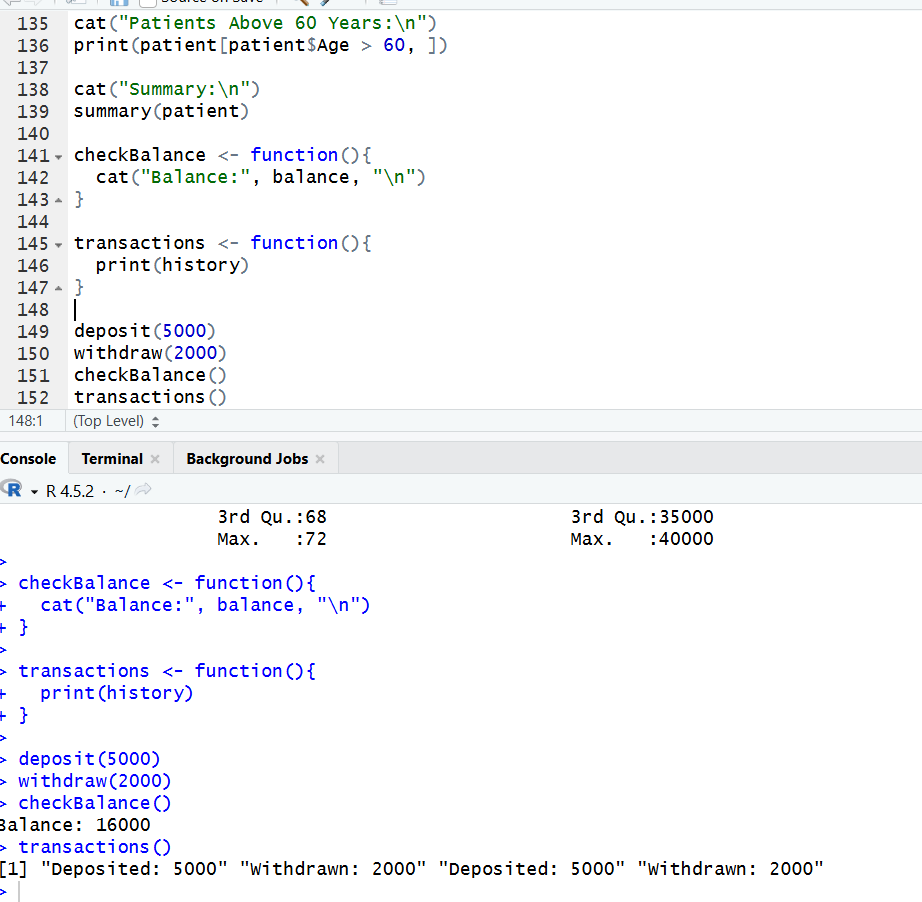 Source on Save
135 cat("Patients Above 60 Years:\n")
136 print(patient[patient$Age > 60, ])
137
138 cat("Summary:\n")
139 summary(patient)
140
141 checkBalance <- function(){
142   cat("Balance:", balance, "\n")
143 }
144
145 transactions <- function(){
146   print(history)
147 }
148
149 deposit(5000)
150 withdraw(2000)
151 checkBalance()
152 transactions()
148:1 (Top Level)
Console Terminal Background Jobs
R R 4.5.2 · ~/
3rd Qu.:68 3rd Qu.:35000
Max.   :72 Max.   :40000
>
> checkBalance <- function(){
+   cat("Balance:", balance, "\n")
+ }
>
> transactions <- function(){
+   print(history)
+ }
>
> deposit(5000)
> withdraw(2000)
> checkBalance()
Balance: 16000
> transactions()
[1] "Deposited: 5000" "Withdrawn: 2000" "Deposited: 5000" "Withdrawn: 2000"
>